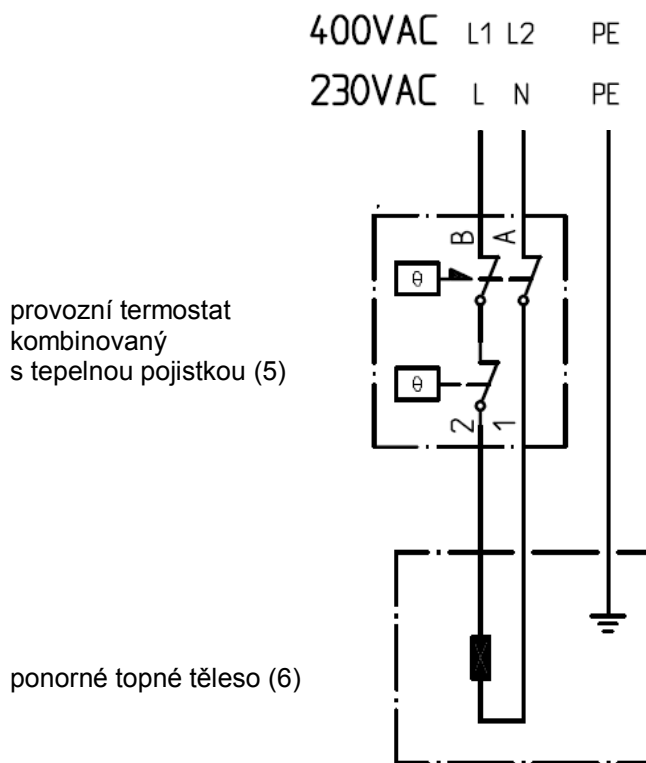 400VAC L1 L2 PE
230VAC L N PE
B A
θ
provozní termostat
kombinovaný
s tepelnou pojistkou (5)
θ
2 1
ponorné topné těleso (6)